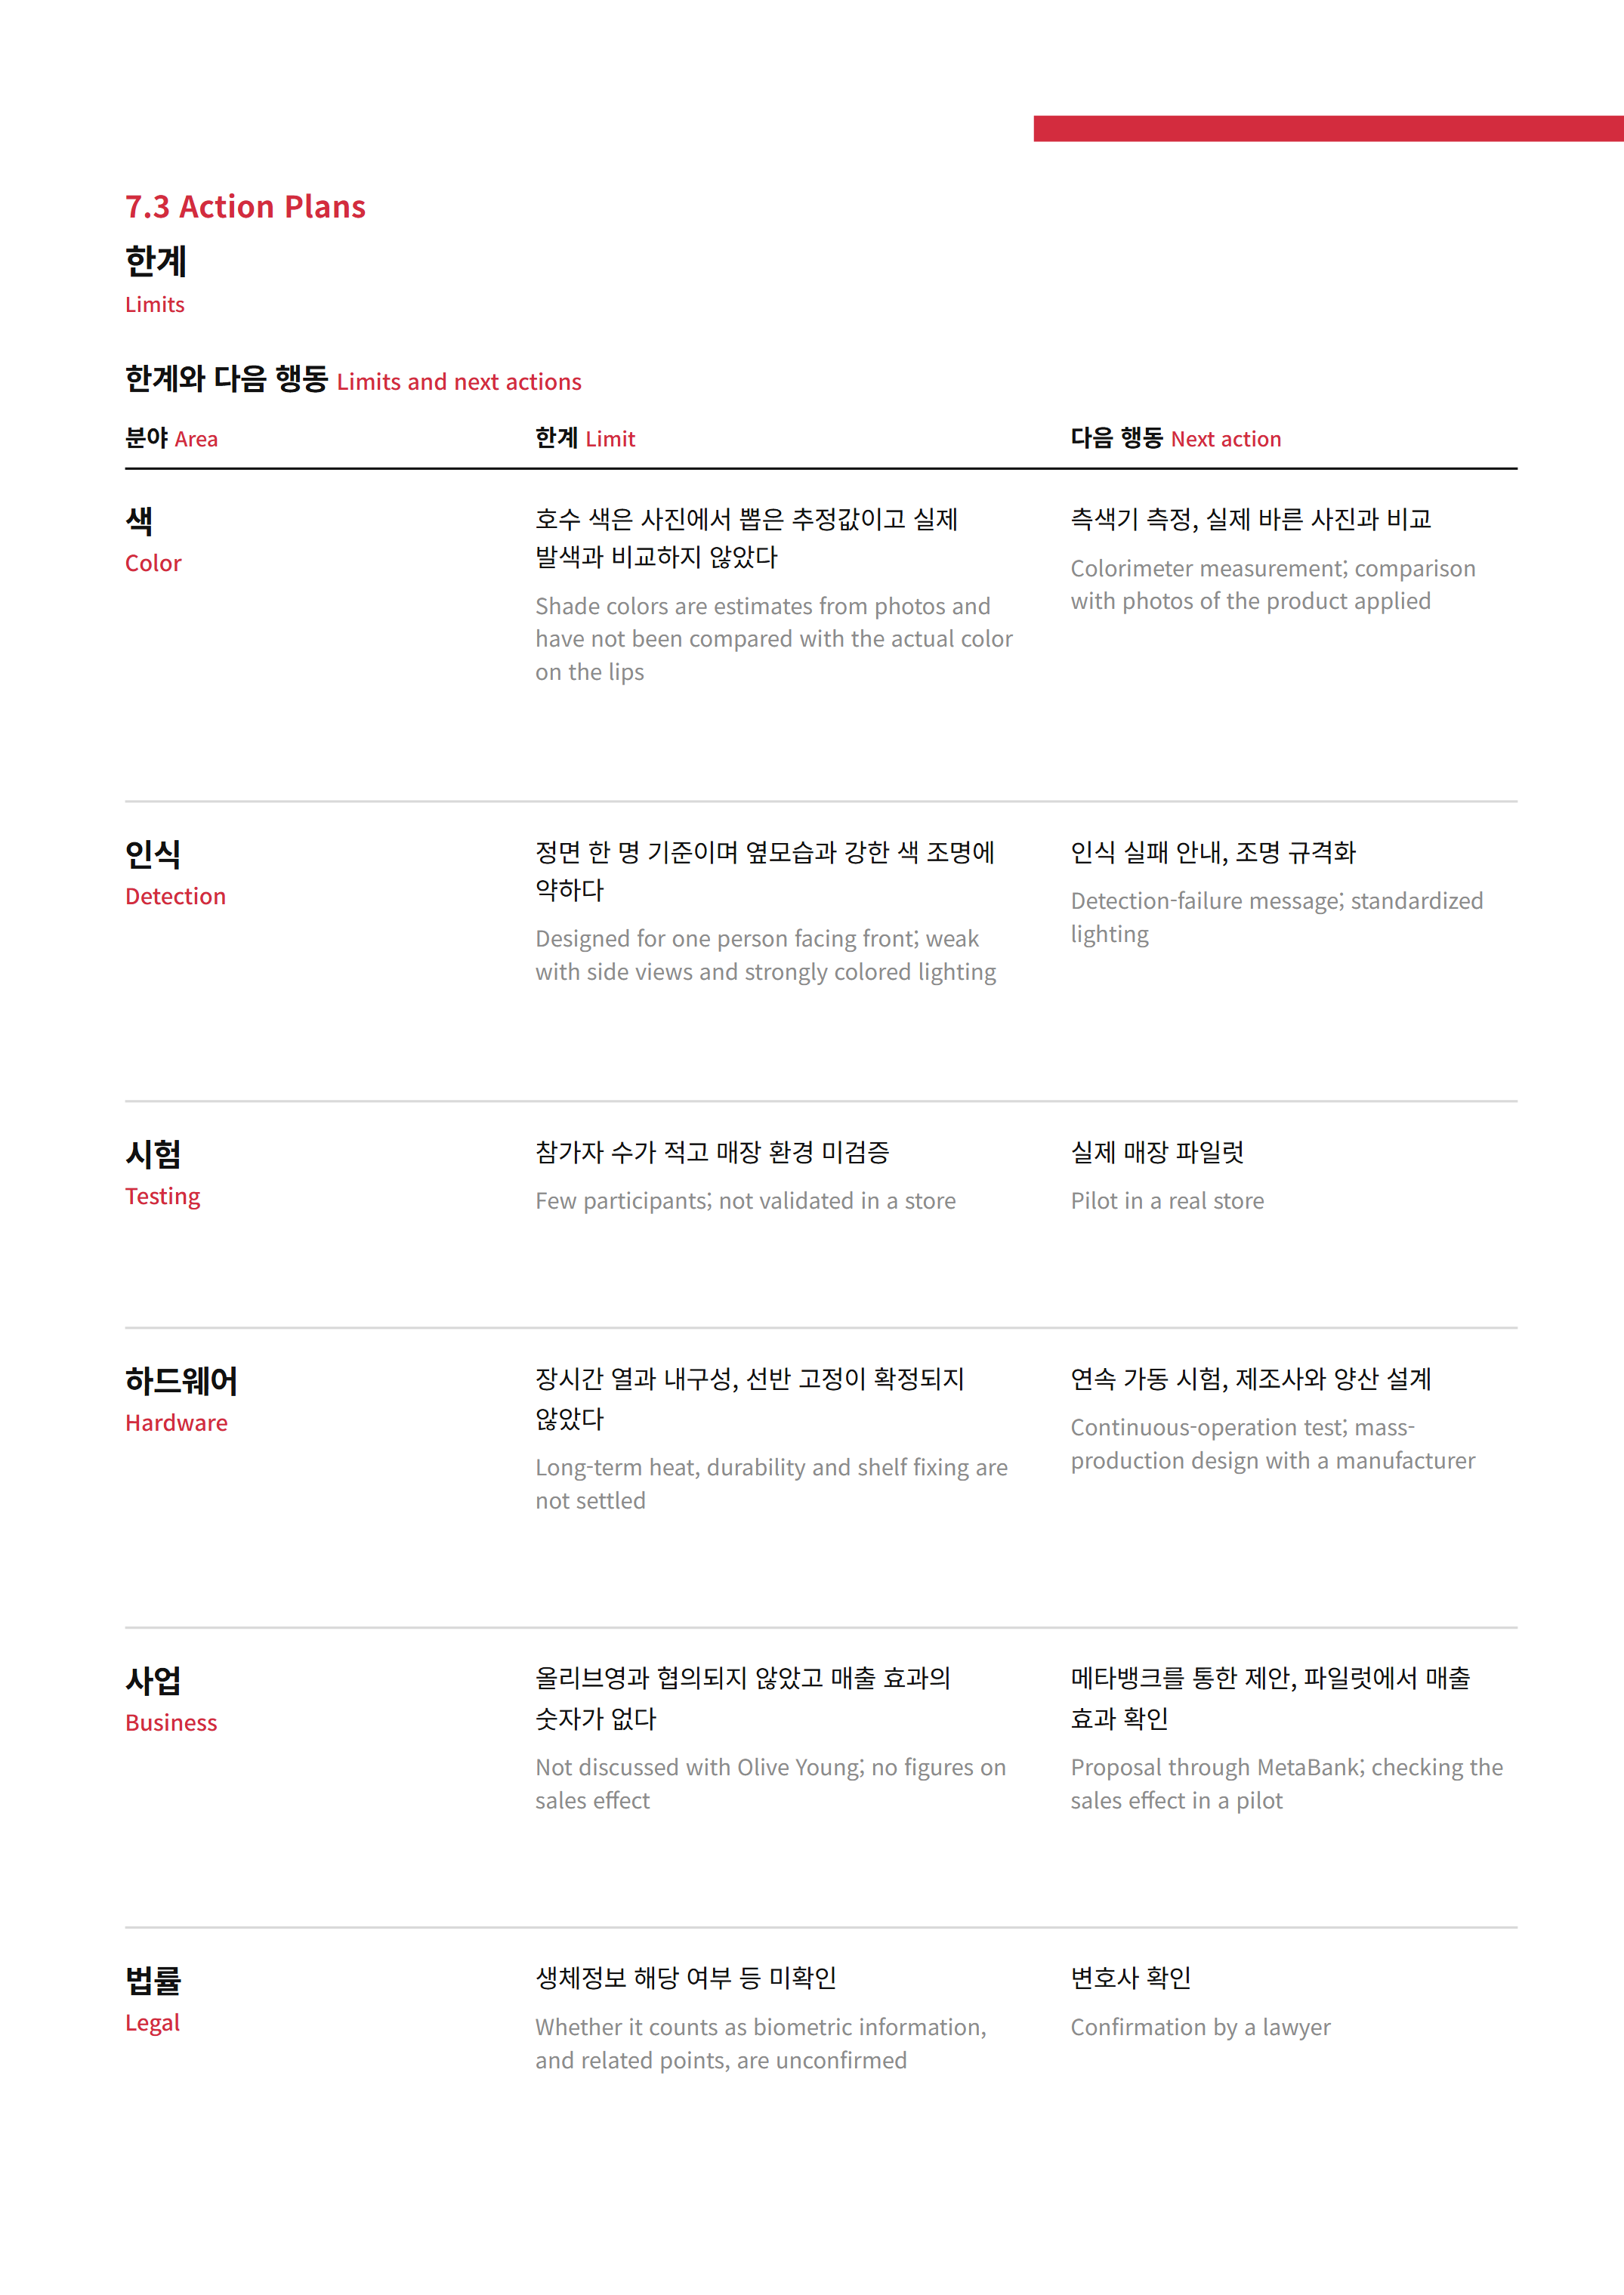 7.3 Action Plans
한계
Limits
한계와 다음 행동 Limits and next actions
분야 Area
한계 Limit
다음 행동 Next action
색
Color
호수 색은 사진에서 뽑은 추정값이고 실제
발색과 비교하지 않았다
Shade colors are estimates from photos and
have not been compared with the actual color
on the lips
측색기 측정, 실제 바른 사진과 비교
Colorimeter measurement; comparison
with photos of the product applied
인식
Detection
정면 한 명 기준이며 옆모습과 강한 색 조명에
약하다
Designed for one person facing front; weak
with side views and strongly colored lighting
인식 실패 안내, 조명 규격화
Detection-failure message; standardized
lighting
시험
Testing
참가자 수가 적고 매장 환경 미검증
Few participants; not validated in a store
실제 매장 파일럿
Pilot in a real store
하드웨어
Hardware
장시간 열과 내구성, 선반 고정이 확정되지
않았다
Long-term heat, durability and shelf fixing are
not settled
연속 가동 시험, 제조사와 양산 설계
Continuous-operation test; mass-
production design with a manufacturer
사업
Business
올리브영과 협의되지 않았고 매출 효과의
숫자가 없다
Not discussed with Olive Young; no figures on
sales effect
메타뱅크를 통한 제안, 파일럿에서 매출
효과 확인
Proposal through MetaBank; checking the
sales effect in a pilot
법률
Legal
생체정보 해당 여부 등 미확인
Whether it counts as biometric information,
and related points, are unconfirmed
변호사 확인
Confirmation by a lawyer